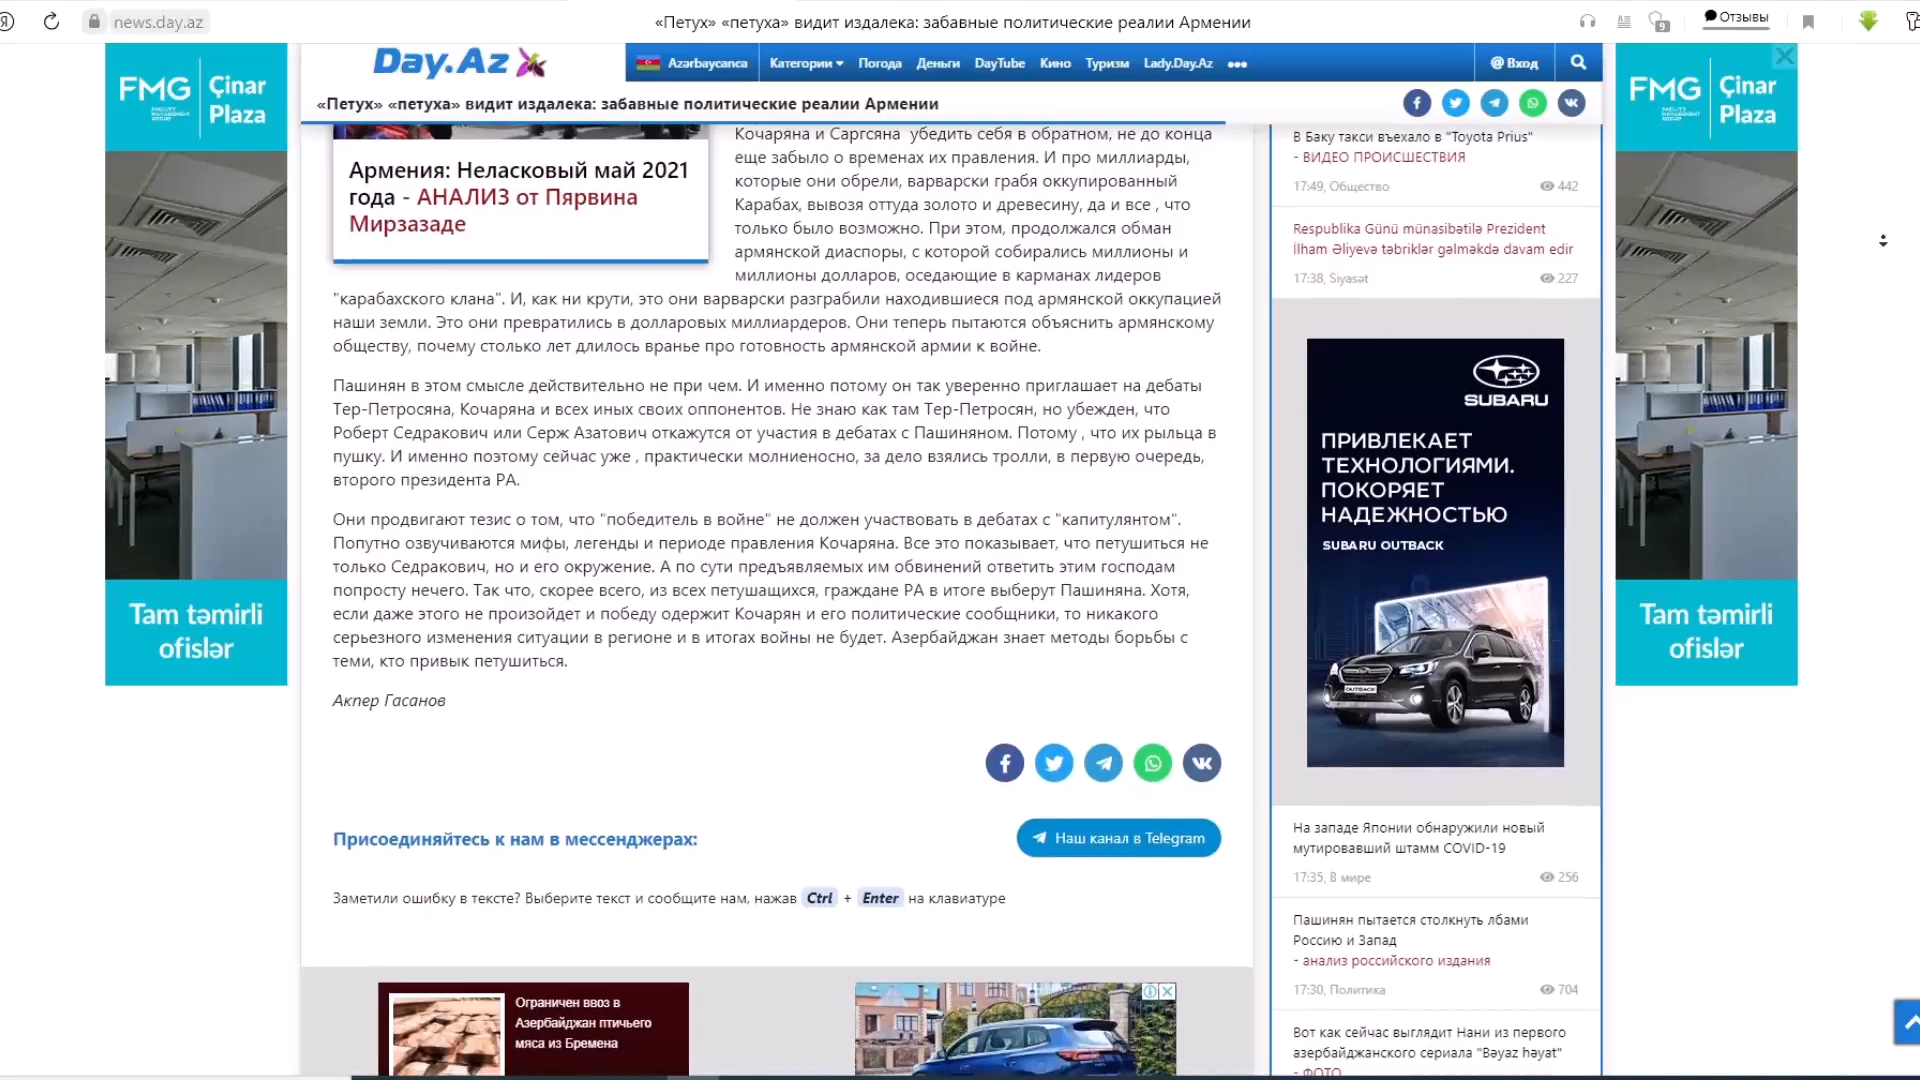 news.day.az
«Петух» «петуха» видит издалека: забавные политические реалии Армении
Отзывы
9
FMG
Çinar
Plaza
Tam təmirli
ofislər
Day.Az
Azərbaycanca
Категории
Погода
Деньги
DayTube
Кино
Туризм
Lady.Day.Az
Вход
«Петух» «петуха» видит издалека: забавные политические реалии Армении
Армения: Неласковый май 2021
года - АНАЛИЗ от Пярвина
Мирзазаде
Кочаряна и Саргсяна убедить себя в обратном, не до конца
еще забыло о временах их правления. И про миллиарды,
которые они обрели, варварски грабя оккупированный
Карабах, вывозя оттуда золото и древесину, да и все , что
только было возможно. При этом, продолжался обман
армянской диаспоры, с которой собирались миллионы и
миллионы долларов, оседающие в карманах лидеров
"карабахского клана". И, как ни крути, это они варварски разграбили находившиеся под армянской оккупацией
наши земли. Это они превратились в долларовых миллиардеров. Они теперь пытаются объяснить армянскому
обществу, почему столько лет длилось вранье про готовность армянской армии к войне.
Пашинян в этом смысле действительно не при чем. И именно потому он так уверенно приглашает на дебаты
Тер-Петросяна, Кочаряна и всех иных своих оппонентов. Не знаю как там Тер-Петросян, но убежден, что
Роберт Седракович или Серж Азатович откажутся от участия в дебатах с Пашиняном. Потому , что их рыльца в
пушку. И именно поэтому сейчас уже , практически молниеносно, за дело взялись тролли, в первую очередь,
второго президента РА.
Они продвигают тезис о том, что "победитель в войне" не должен участвовать в дебатах с "капитулянтом".
Попутно озвучиваются мифы, легенды и периоде правления Кочаряна. Все это показывает, что петушиться не
только Седракович, но и его окружение. А по сути предъявляемых им обвинений ответить этим господам
попросту нечего. Так что, скорее всего, из всех петушащихся, граждане РА в итоге выберут Пашиняна. Хотя,
если даже этого не произойдет и победу одержит Кочарян и его политические сообщники, то никакого
серьезного изменения ситуации в регионе и в итогах войны не будет. Азербайджан знает методы борьбы с
теми, кто привык петушиться.
Акпер Гасанов
Присоединяйтесь к нам в мессенджерах:
Наш канал в Telegram
Заметили ошибку в тексте? Выберите текст и сообщите нам, нажав Ctrl + Enter на клавиатуре
Ограничен ввоз в
Азербайджан птичьего
мяса из Бремена
В Баку такси въехало в "Toyota Prius"
- ВИДЕО ПРОИСШЕСТВИЯ
17:49, Общество 442
Respublika Günü münasibətilə Prezident
İlham Əliyevə təbriklər gəlməkdə davam edir
17:38, Siyasət 227
SUBARU
ПРИВЛЕКАЕТ
ТЕХНОЛОГИЯМИ.
ПОКОРЯЕТ
НАДЕЖНОСТЬЮ
SUBARU OUTBACK
OUTBACK
На западе Японии обнаружили новый
мутировавший штамм COVID-19
17:35, В мире 256
Пашинян пытается столкнуть лбами
Россию и Запад
- анализ российского издания
17:30, Политика 704
Вот как сейчас выглядит Нани из первого
азербайджанского сериала "Bəyaz həyat"
- ФОТО
FMG
Çinar
Plaza
Tam təmirli
ofislər